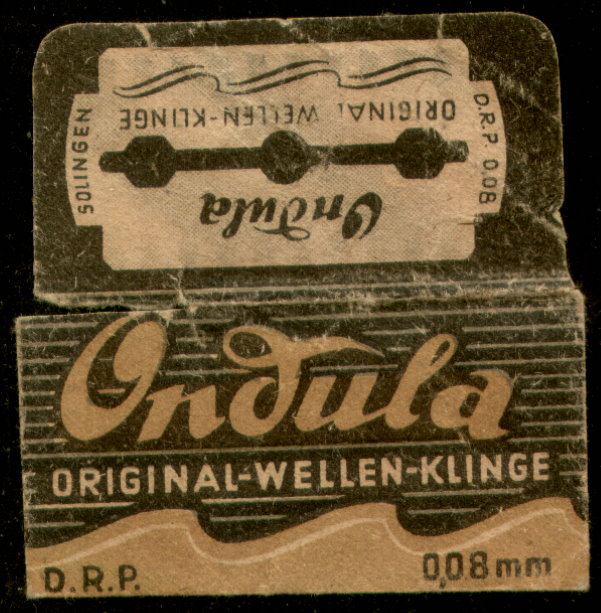 SOLINGEN
ORIGINAL WELLEN-KLINGE
D.R.P. 0.08
Ondula
Ondula
ORIGINAL-WELLEN-KLINGE
D.R.P. 0,08mm